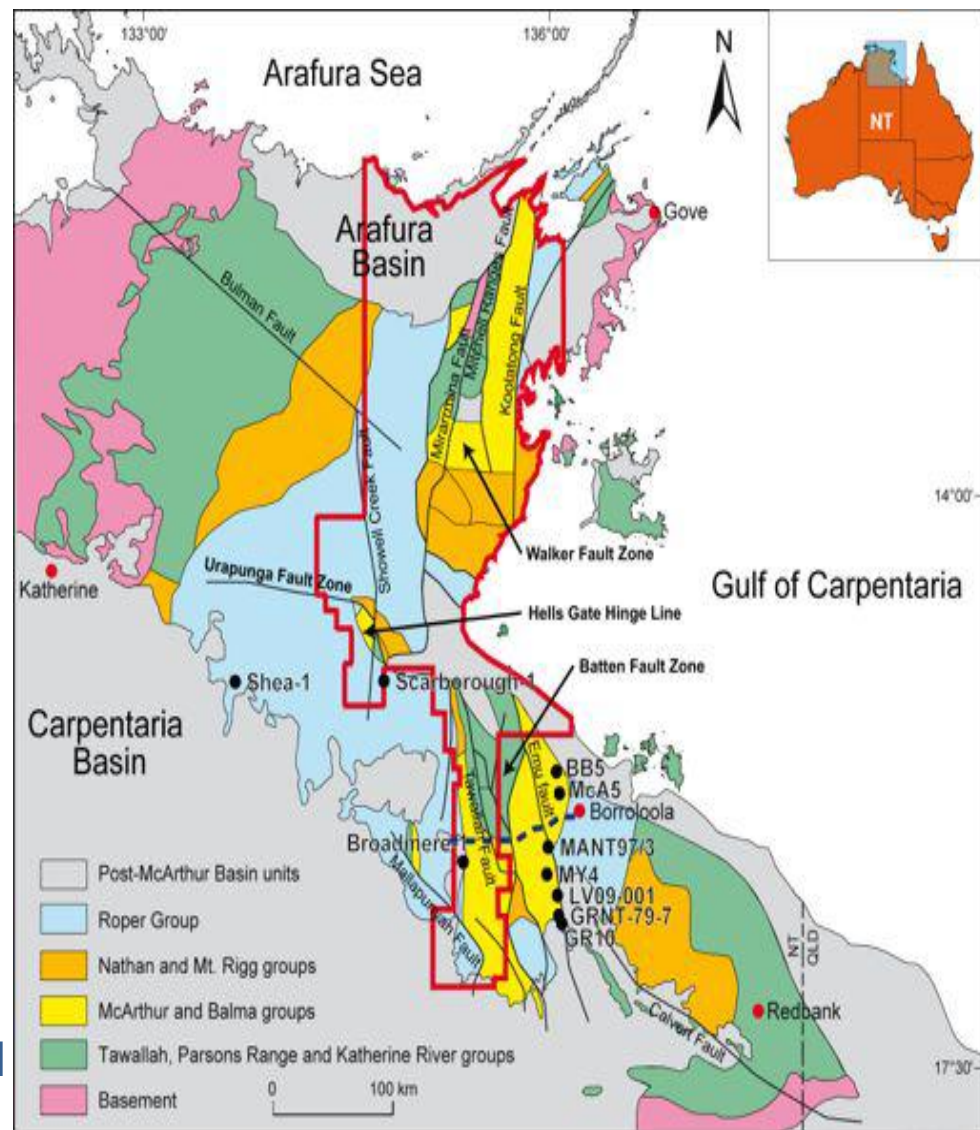 133°00'
136°00'
Arafura Sea
N
NT
Gove
Arafura
Basin
Bulman Fault
Mitchell Ranges Fault
Koolatong Fault
Showell Creek Fault
14°00'
Walker Fault Zone
Katherine
Urapunga Fault Zone
Gulf of Carpentaria
Hells Gate Hinge Line
Batten Fault Zone
Shea-1
Scarborough-1
Carpentaria
Basin
Emu fault
BB5
McA5
Tawallah Fault
Borroloola
Broadmere-1
MANT97/3
MY4
LV09-001
GRNT-79-7
GR10
Mallapunyah Fault
NT
QLD
Redbank
Calvert Fault
17°30'
Post-McArthur Basin units
Roper Group
Nathan and Mt. Rigg groups
McArthur and Balma groups
Tawallah, Parsons Range and Katherine River groups
Basement
0
100 km